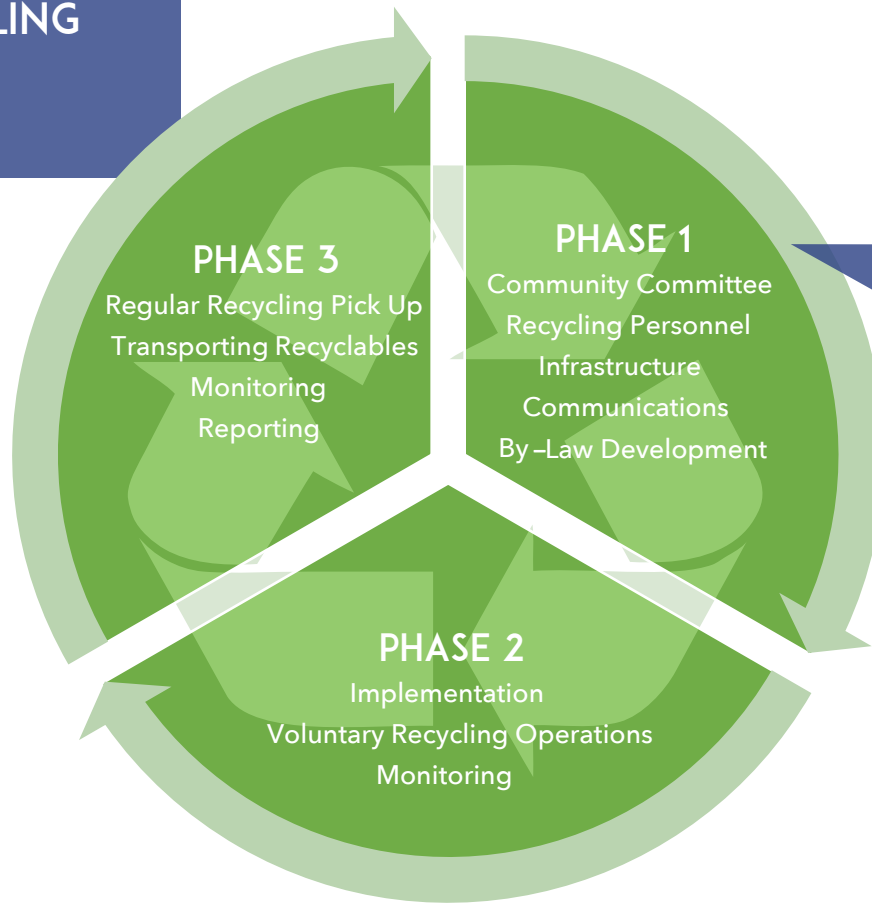 PHASE 1
Community Committee
Recycling Personnel
Infrastructure
Communications
By –Law Development
PHASE 2
Implementation
Voluntary Recycling Operations
Monitoring
PHASE 3
Regular Recycling Pick Up
Transporting Recyclables
Monitoring
Reporting